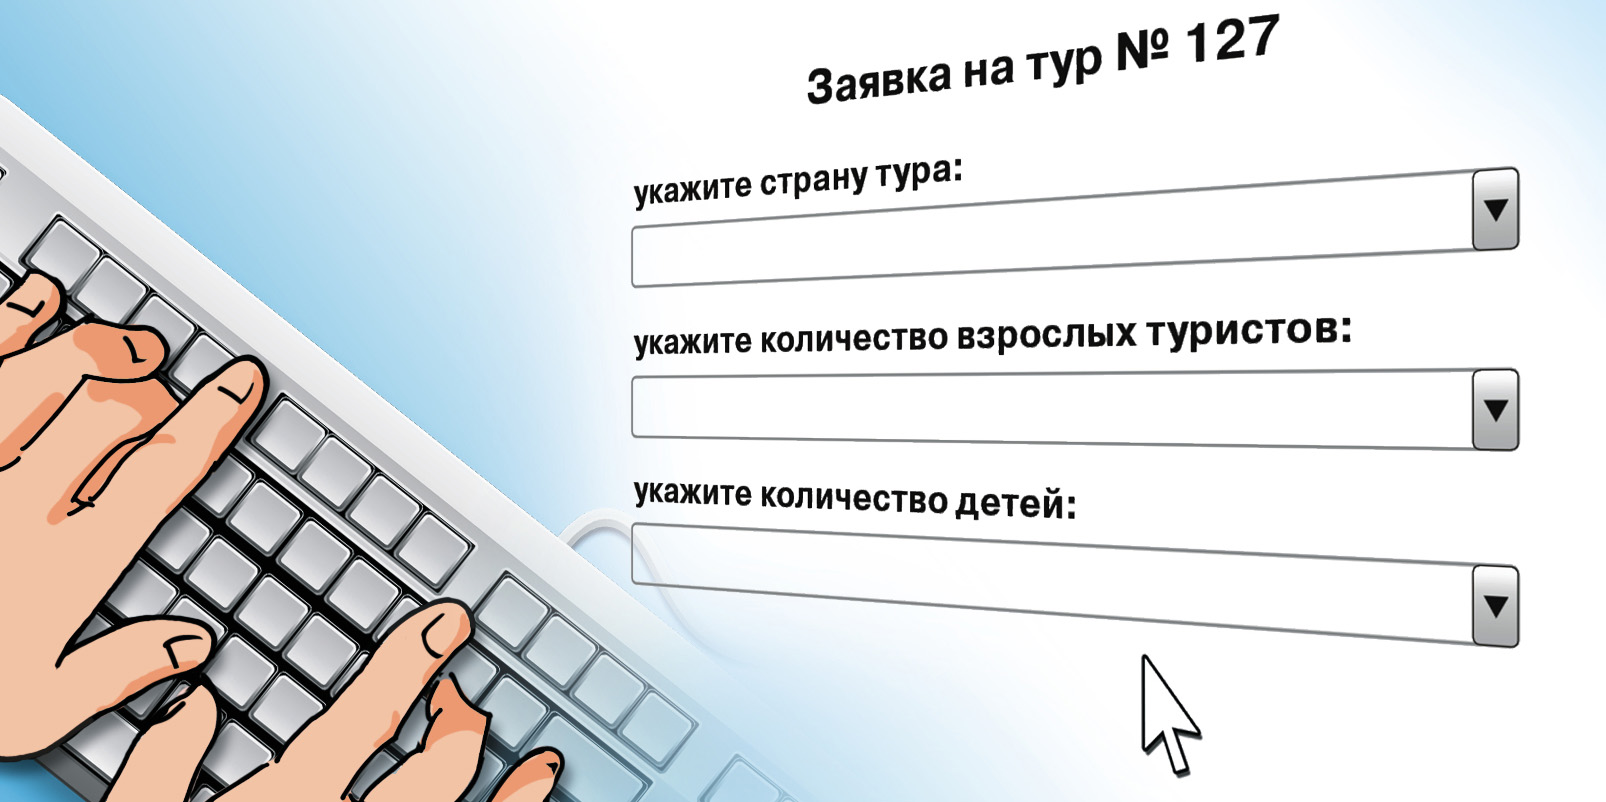 Заявка на тур № 127
укажите страну тура:
укажите количество взрослых туристов:
укажите количество детей: